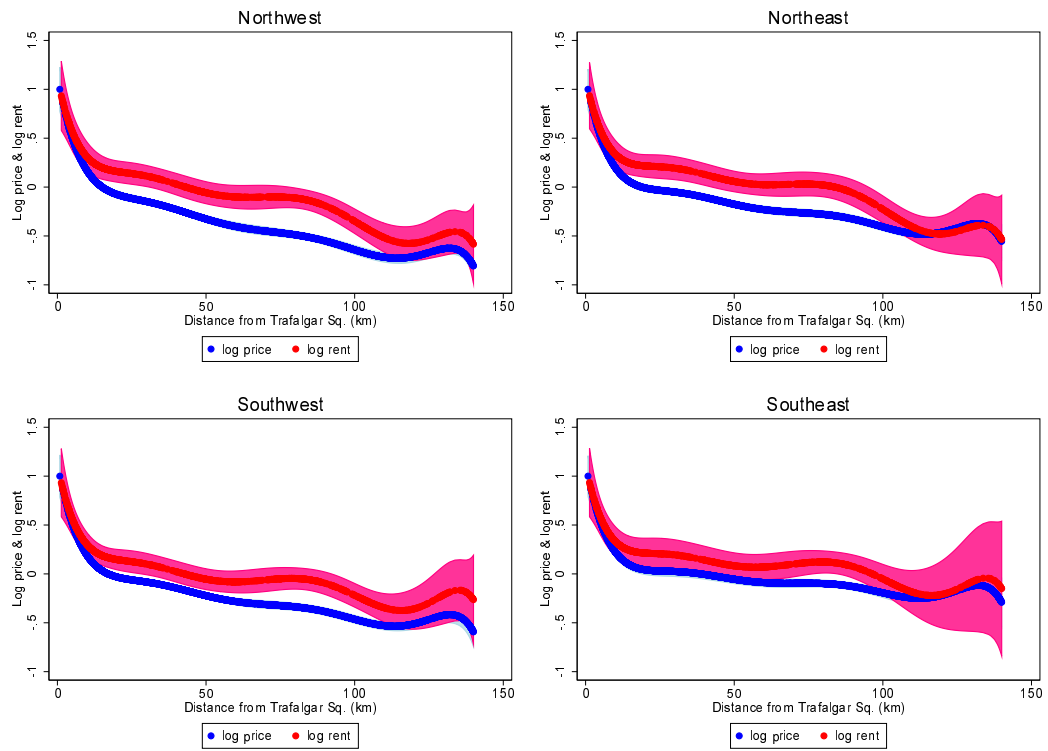 Northwest
Log price & log rent
1.5
1
.5
0
-.5
-1
0 50 100 150
Distance from Trafalgar Sq. (km)
log price log rent
Northeast
Log price & log rent
1.5
1
.5
0
-.5
-1
0 50 100 150
Distance from Trafalgar Sq. (km)
log price log rent
Southwest
Log price & log rent
1.5
1
.5
0
-.5
-1
0 50 100 150
Distance from Trafalgar Sq. (km)
log price log rent
Southeast
Log price & log rent
1.5
1
.5
0
-.5
-1
0 50 100 150
Distance from Trafalgar Sq. (km)
log price log rent